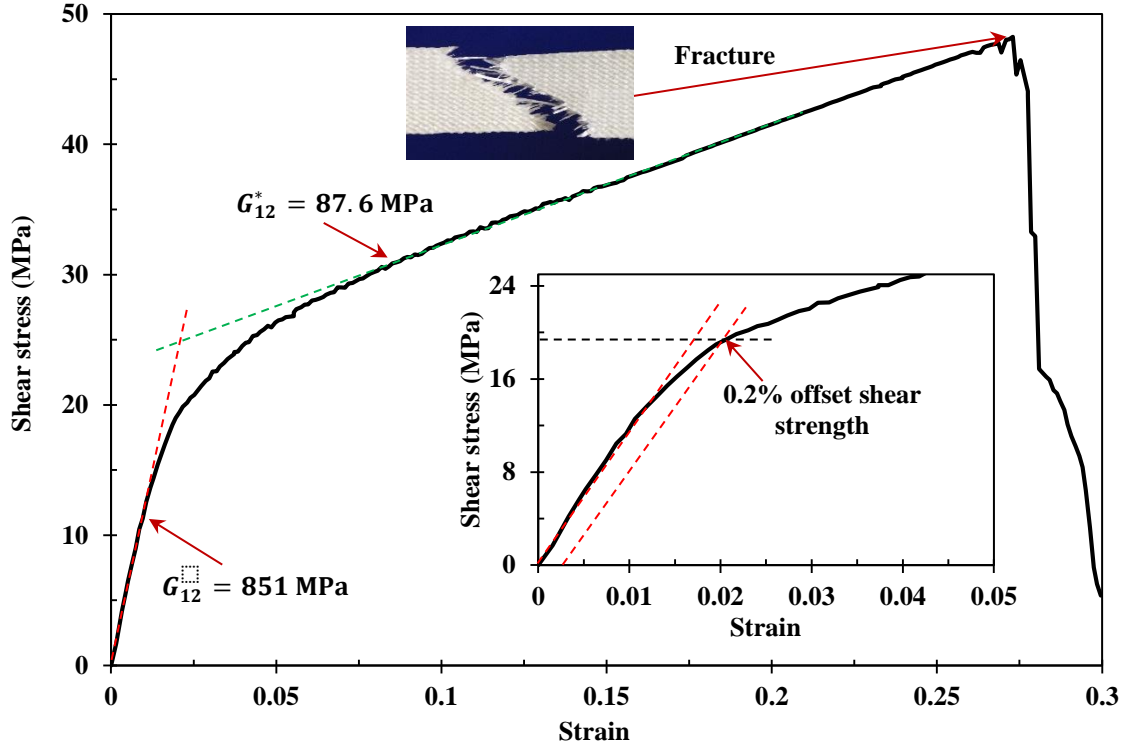 50
40
30
20
10
0
Shear stress (MPa)
0
0.05
0.1
0.15
0.2
0.25
0.3
Strain
Fracture
G*12 = 87.6 MPa
G12 = 851 MPa
24
16
8
0
Shear stress (MPa)
0
0.01
0.02
0.03
0.04
0.05
Strain
0.2% offset shear
strength